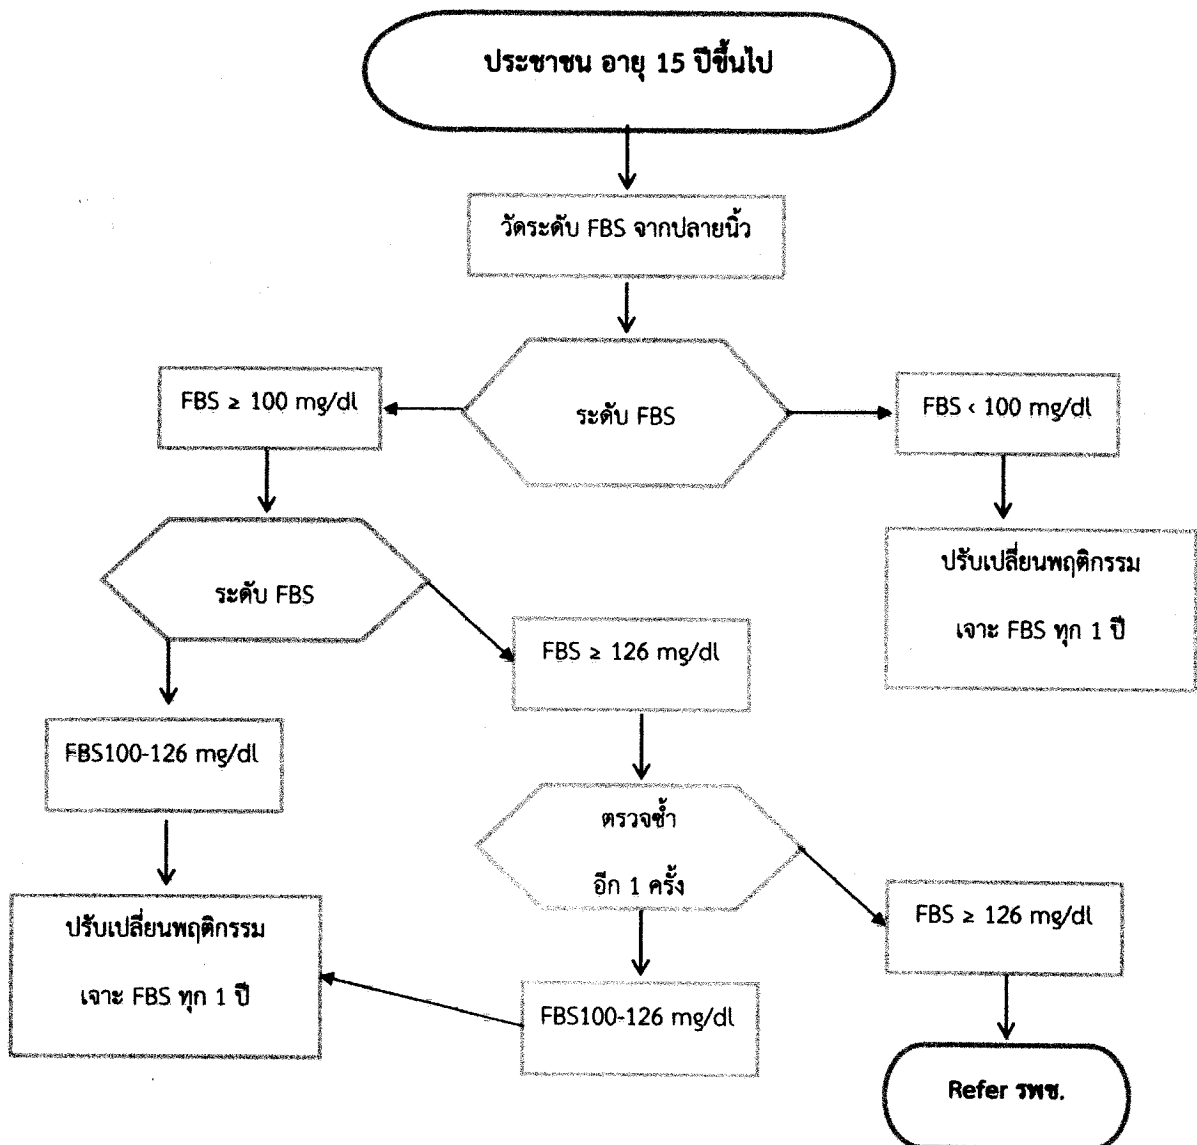 ประชาชน อายุ 15 ปีขึ้นไป
วัดระดับ FBS จากปลายนิ้ว
ระดับ FBS
FBS ≥ 100 mg/dl
FBS < 100 mg/dl
ปรับเปลี่ยนพฤติกรรม
เจาะ FBS ทุก 1 ปี
ระดับ FBS
FBS ≥ 126 mg/dl
FBS100-126 mg/dl
ตรวจซ้ำ
อีก 1 ครั้ง
ปรับเปลี่ยนพฤติกรรม
เจาะ FBS ทุก 1 ปี
FBS ≥ 126 mg/dl
FBS100-126 mg/dl
Refer รพช.